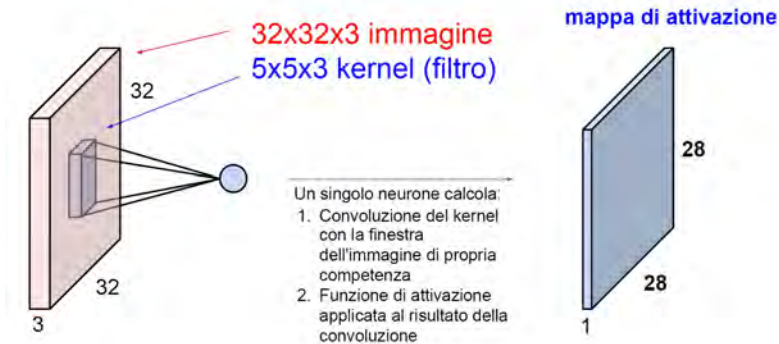 32x32x3 immagine
5x5x3 kernel (filtro)
32
32
3
Un singolo neurone calcola:
1. Convoluzione del kernel
con la finestra
dell'immagine di propria
competenza
2. Funzione di attivazione
applicata al risultato della
convoluzione
mappa di attivazione
28
28
1